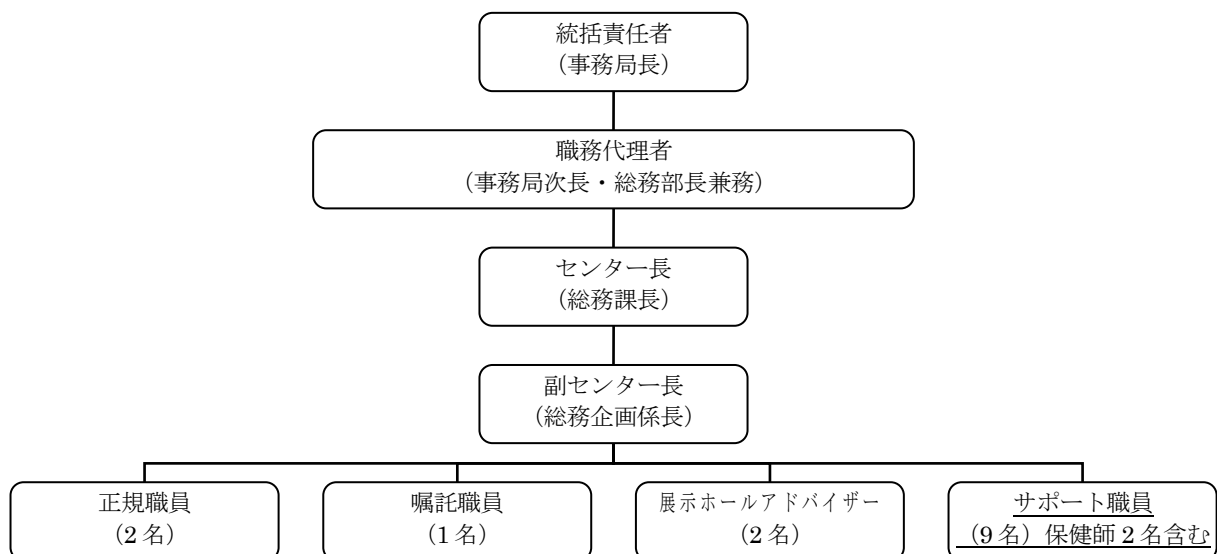 統括責任者
（事務局長）
職務代理者
（事務局次長・総務部長兼務）
センター長
（総務課長）
副センター長
（総務企画係長）
正規職員
（2名）
嘱託職員
（1名）
展示ホールアドバイザー
（2名）
サポート職員
（9名）保健師2名含む